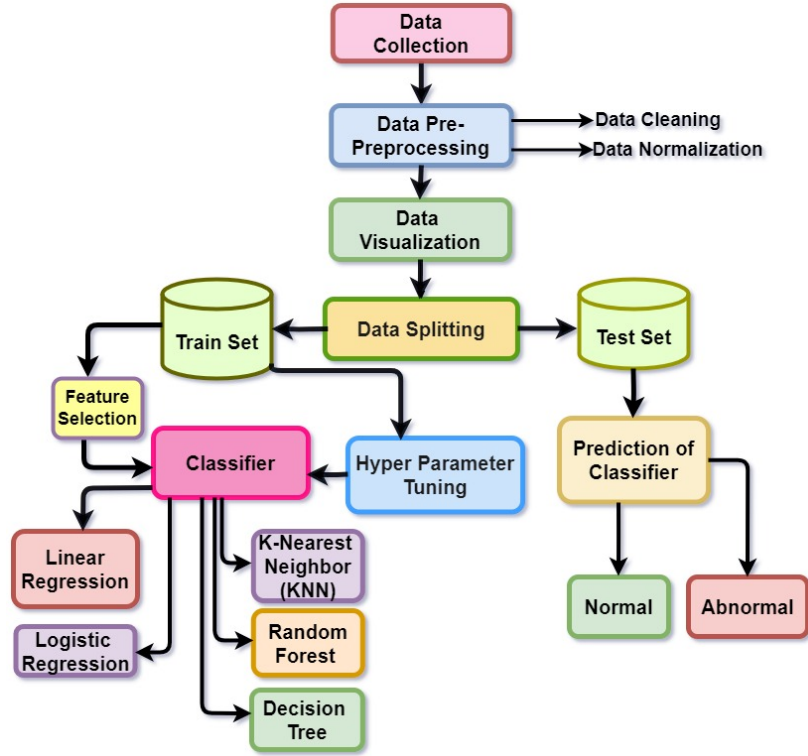 Data
Collection
Data Pre-
Preprocessing
Data Cleaning
Data Normalization
Data
Visualization
Data Splitting
Train Set
Test Set
Feature
Selection
Classifier
Hyper Parameter
Tuning
Prediction of
Classifier
Linear
Regression
K-Nearest
Neighbor
(KNN)
Normal
Abnormal
Logistic
Regression
Random
Forest
Decision
Tree